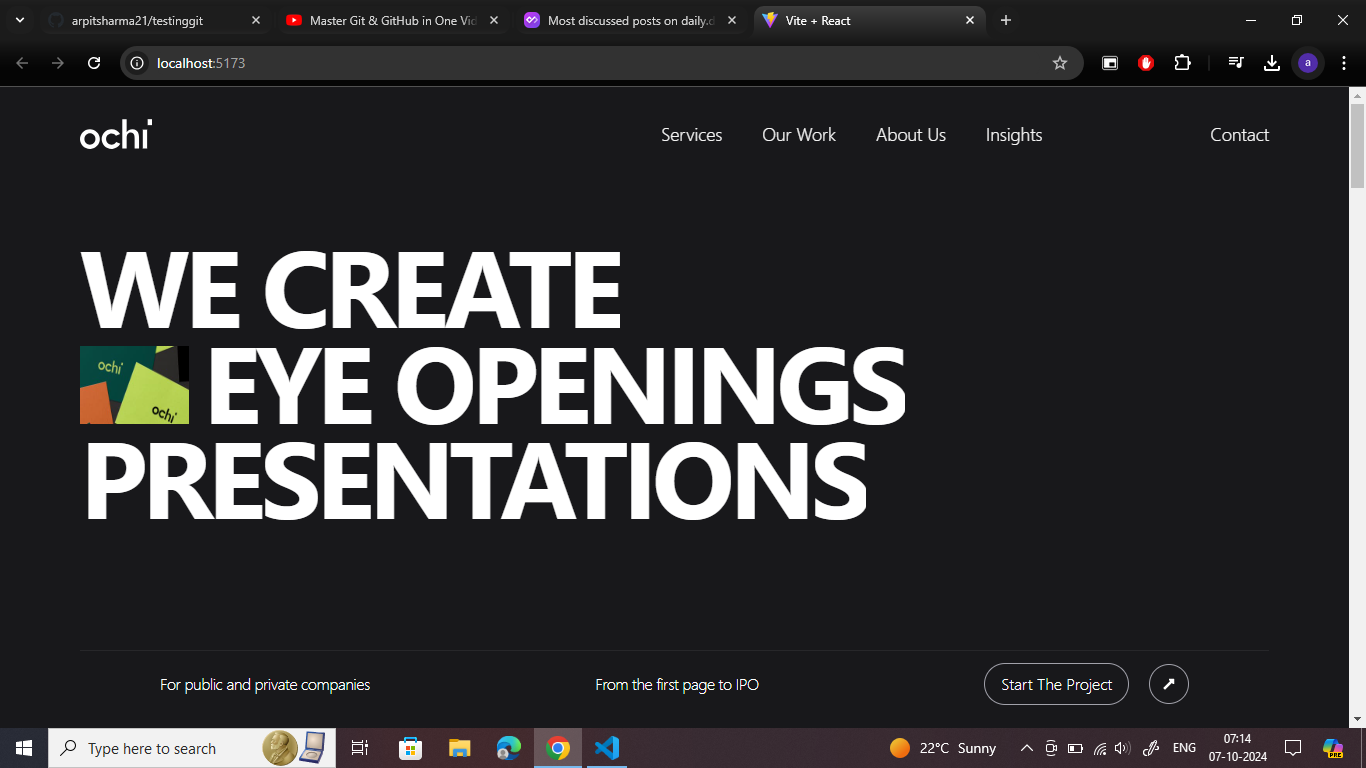 arpitsharma21/testinggit
Master Git & GitHub in One Vid
Most discussed posts on daily.d
Vite + React
localhost:5173
a
ochi
Services Our Work About Us Insights Contact
WE CREATE
ochi
ochi
EYE OPENINGS
PRESENTATIONS
For public and private companies
From the first page to IPO
Start The Project
Type here to search
22°C Sunny
ENG
07:14
07-10-2024
PRE